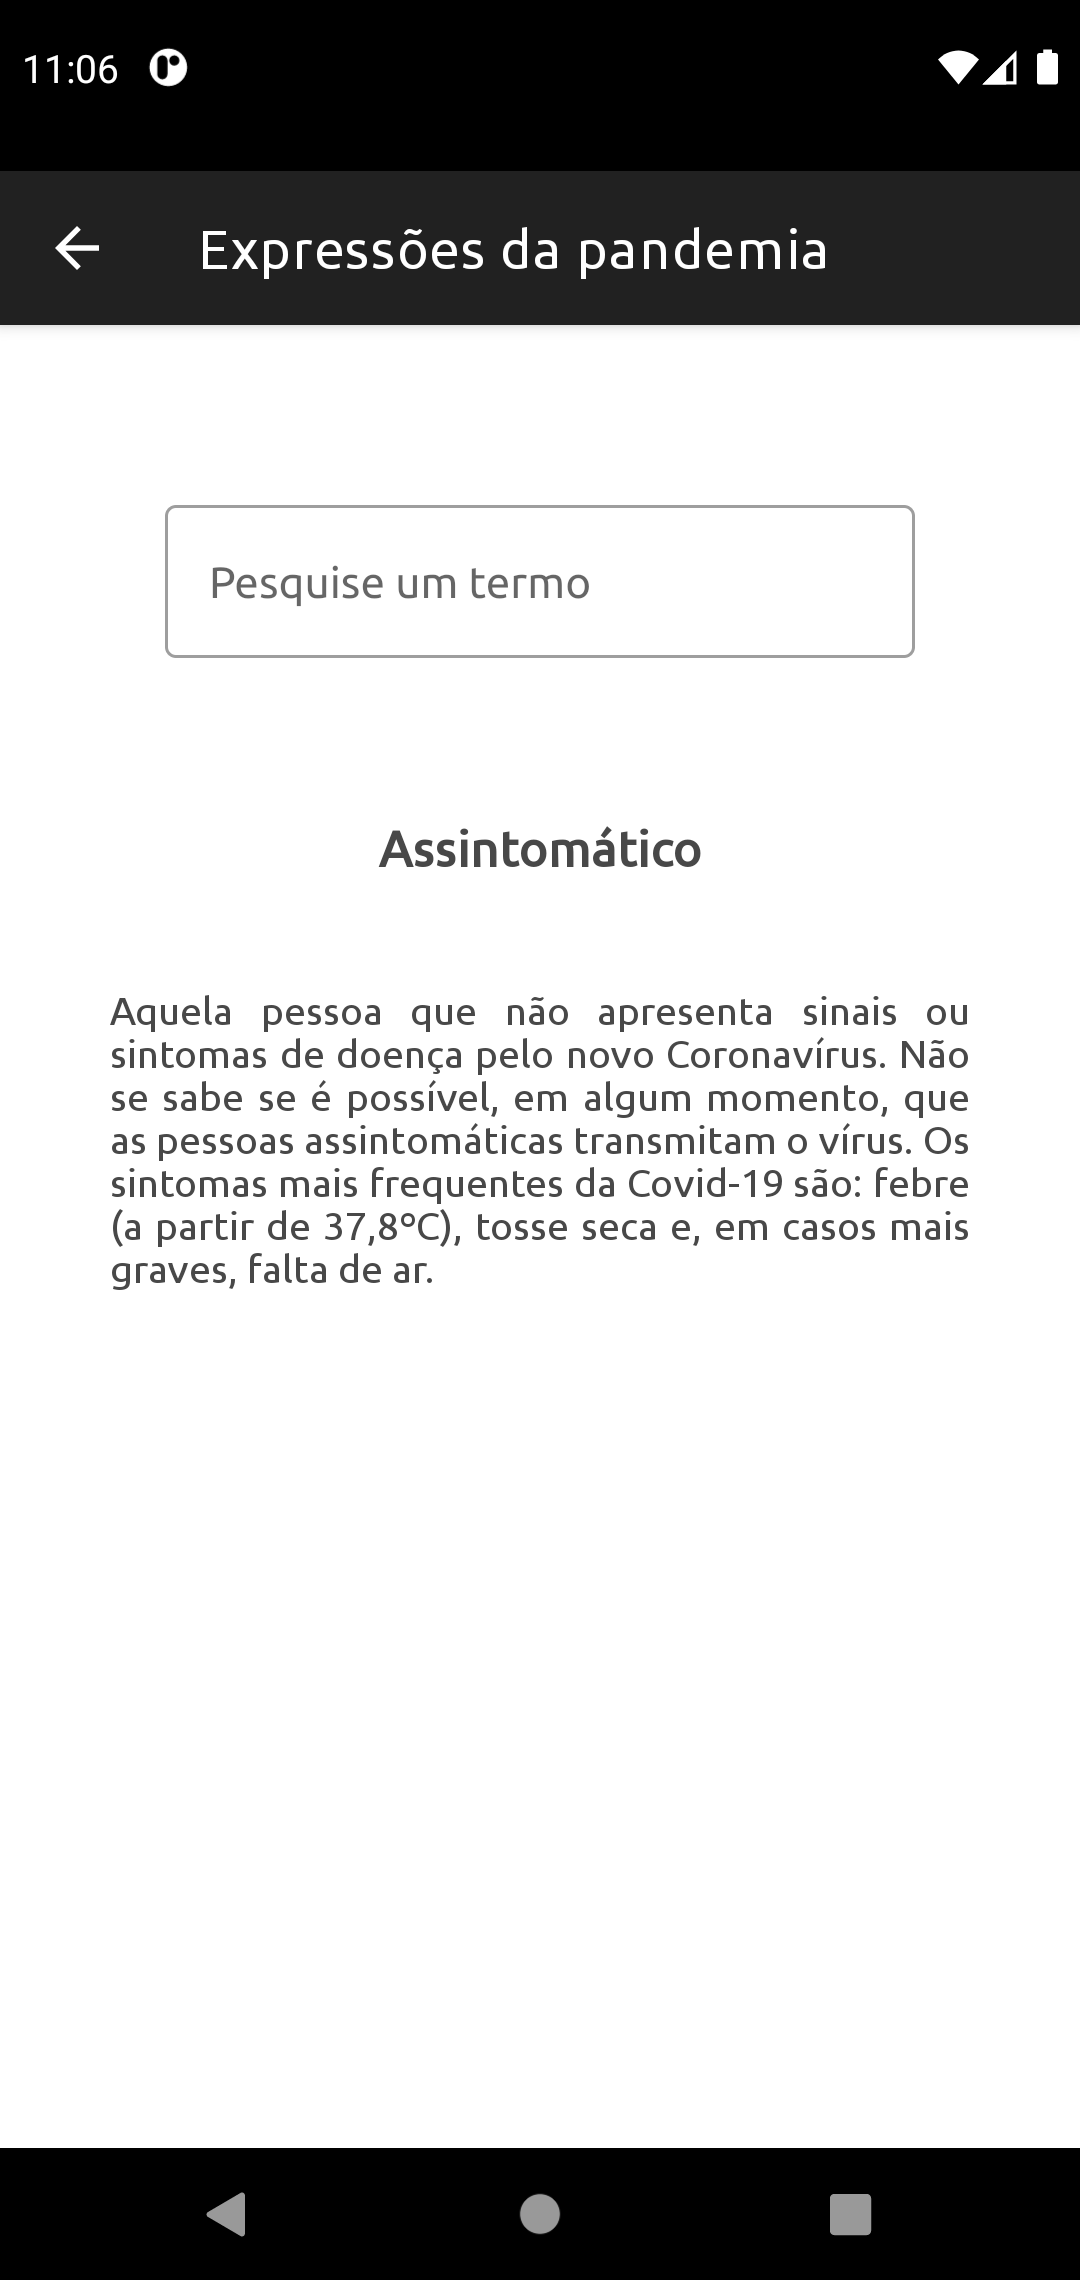 11:06
Expressões da pandemia
Pesquise um termo
Assintomático
Aquela pessoa que não apresenta sinais ou
sintomas de doença pelo novo Coronavírus. Não
se sabe se é possível, em algum momento, que
as pessoas assintomáticas transmitam o vírus. Os
sintomas mais frequentes da Covid-19 são: febre
(a partir de 37,8ºC), tosse seca e, em casos mais
graves, falta de ar.